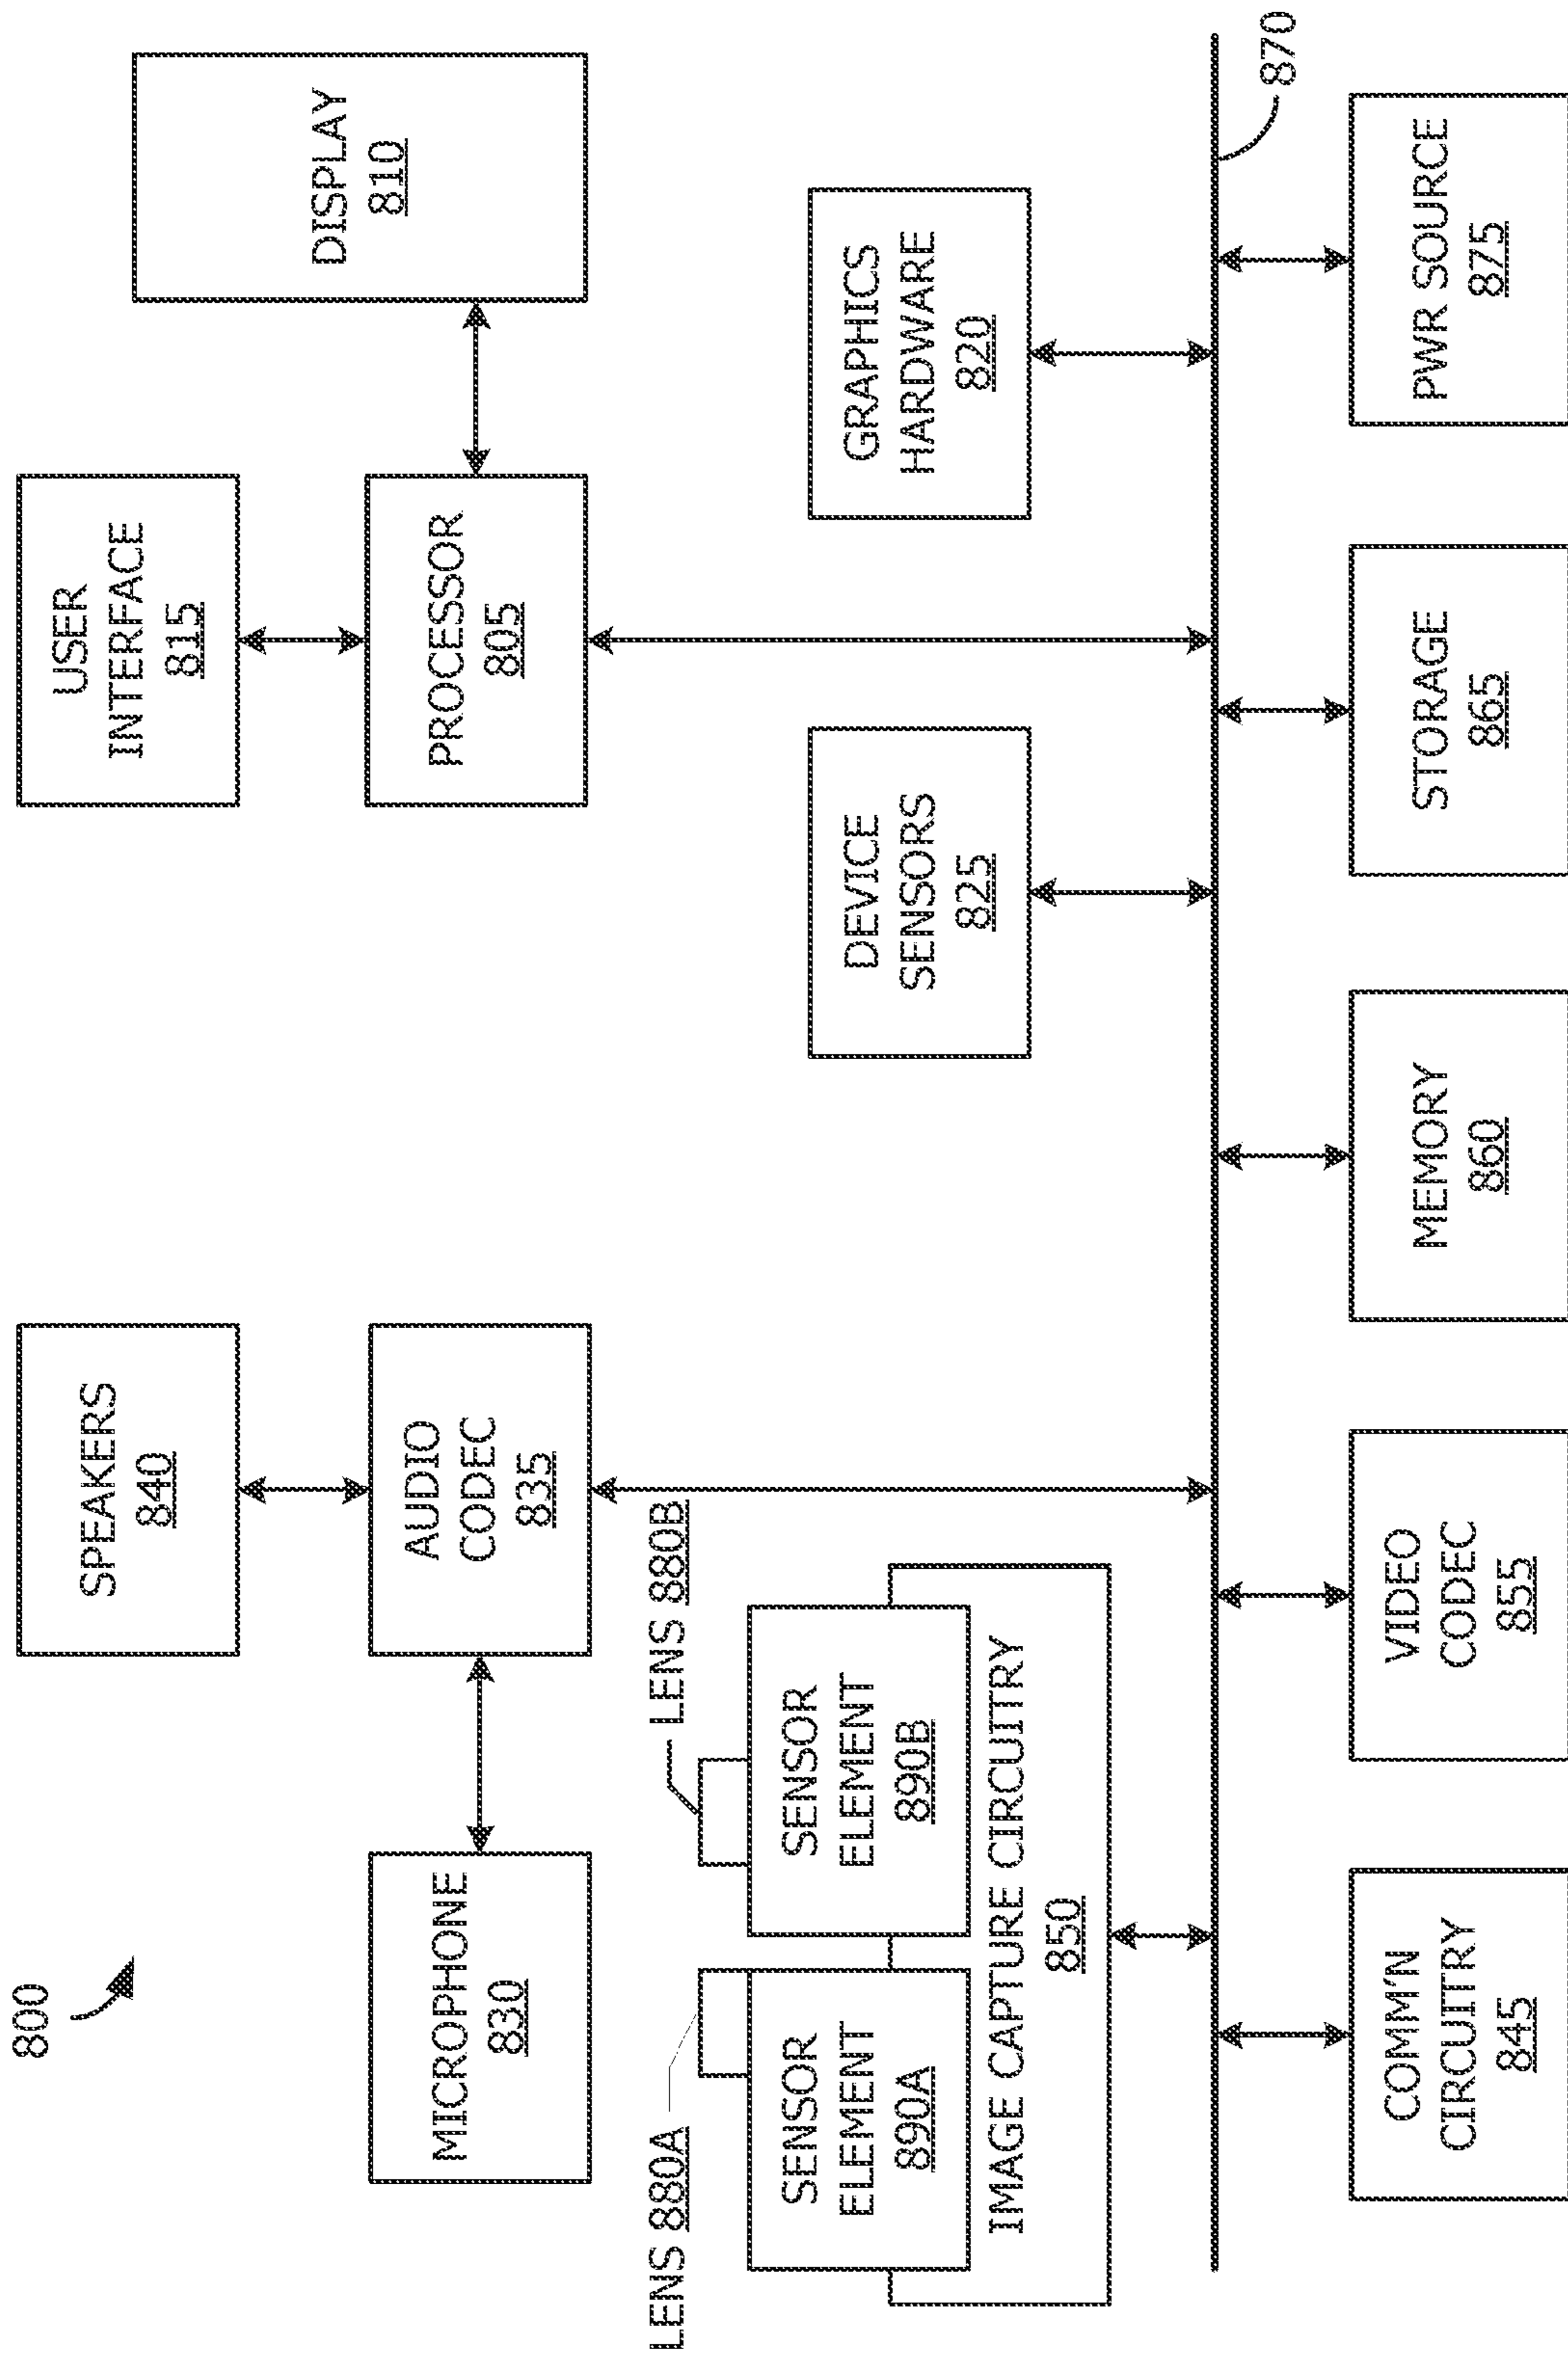 800
SPEAKERS
840
USER
INTERFACE
815
MICROPHONE
830
AUDIO
CODEC
835
PROCESSOR
805
DISPLAY
810
LENS 880A
LENS 880B
SENSOR
ELEMENT
890A
SENSOR
ELEMENT
890B
IMAGE CAPTURE CIRCUITRY
850
DEVICE
SENSORS
825
GRAPHICS
HARDWARE
820
870
COMM'N
CIRCUITRY
845
VIDEO
CODEC
855
MEMORY
860
STORAGE
865
PWR SOURCE
875